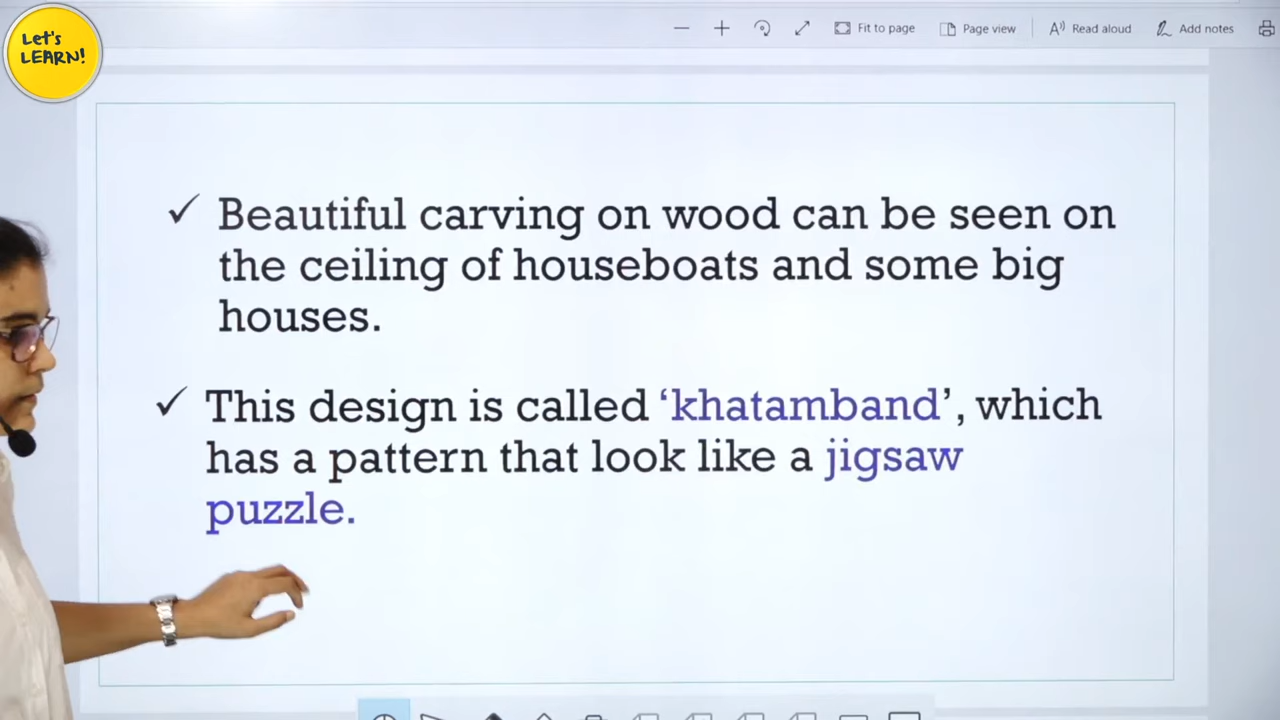 Let's
LEARN!
Fit to page
Page view
Read aloud
Add notes
✓ Beautiful carving on wood can be seen on
the ceiling of houseboats and some big
houses.
✓ This design is called ‘khatamband’, which
has a pattern that look like a jigsaw
puzzle.